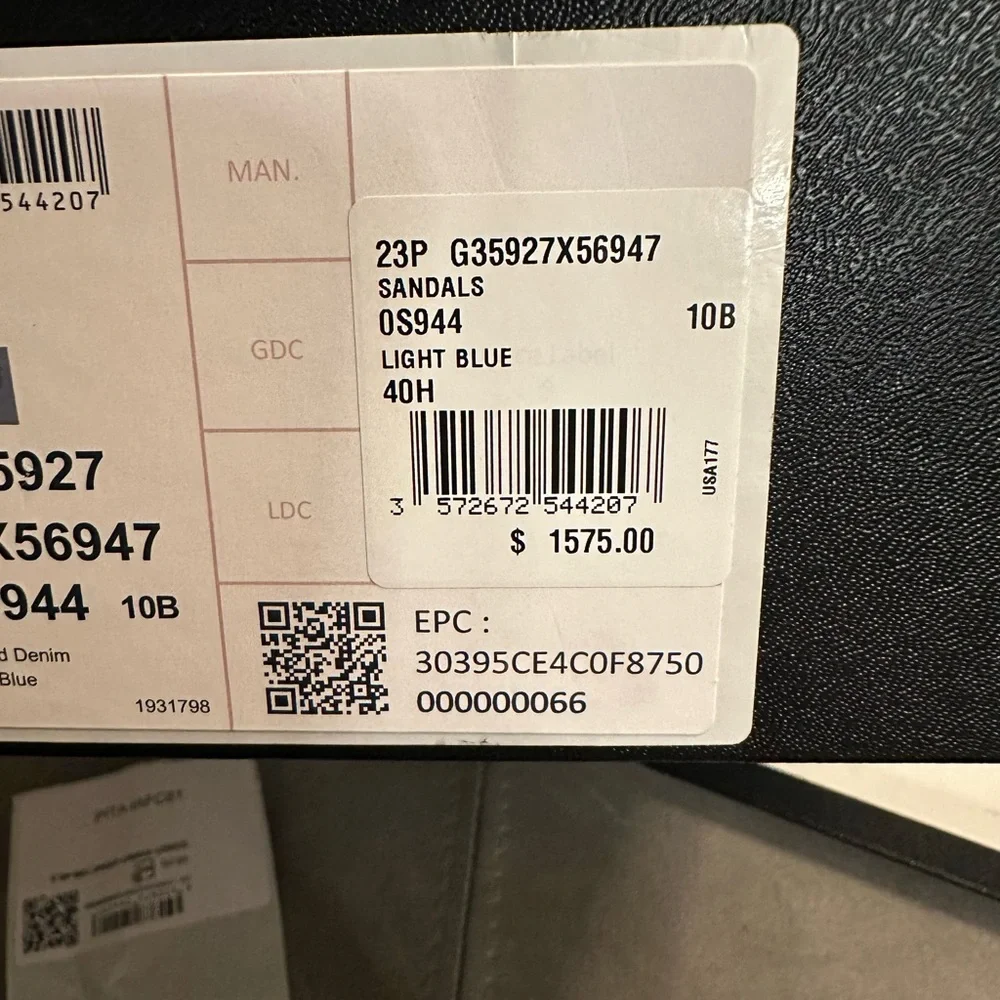 544207
MAN.
23P G35927X56947
SANDALS
0S944 10B
LIGHT BLUE
40H
GDC
3 572672 544207
USA177
$ 1575.00
LDC
5927
X56947
944 10B
d Denim
Blue
1931798
EPC :
30395CE4C0F8750
000000066